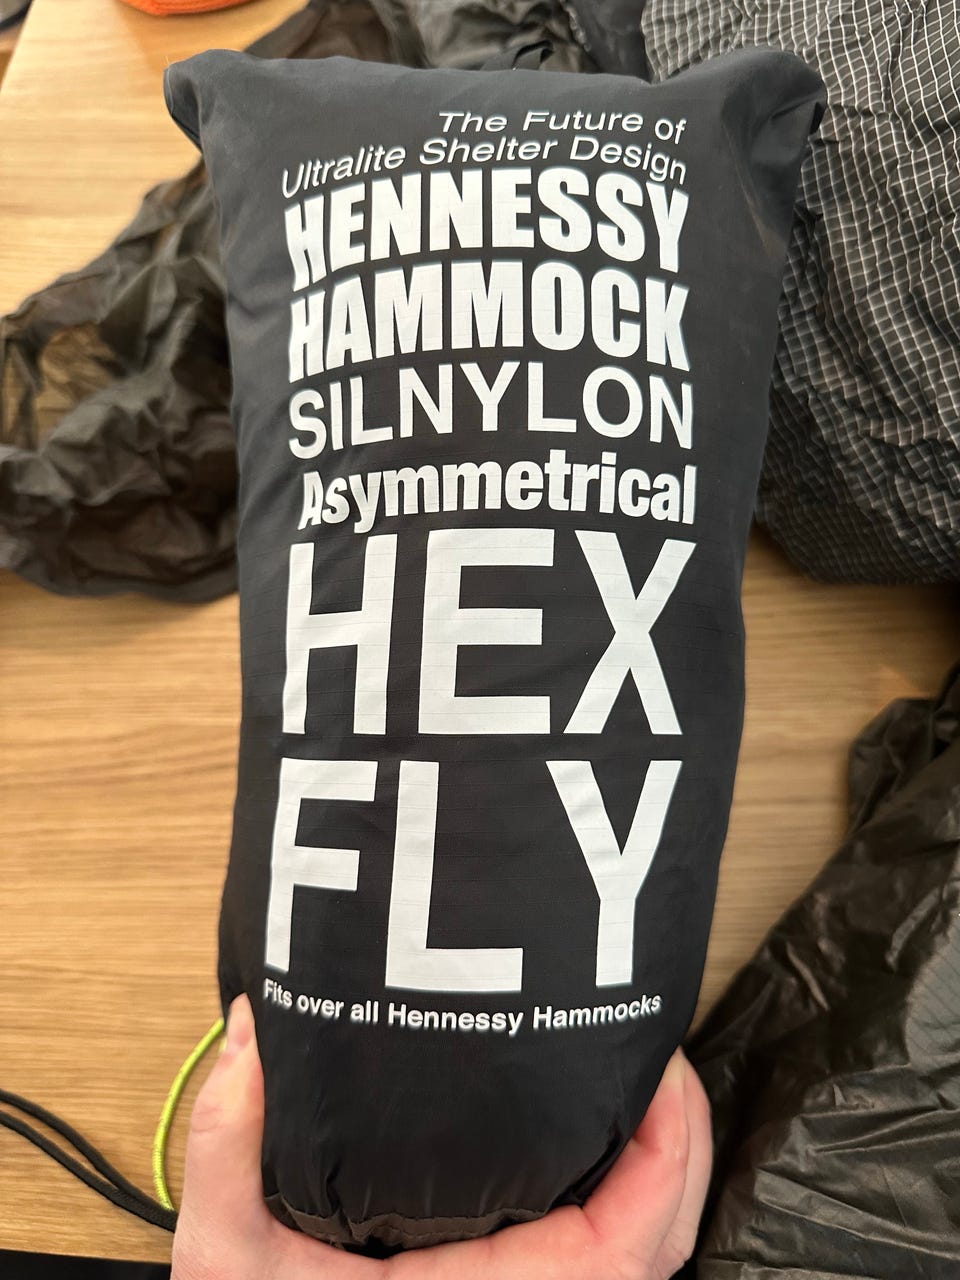 The Future of
Ultralite Shelter Design
HENNESSY
HAMMOCK
SILNYLON
Asymmetrical
HEX
FLY
Fits over all Hennessy Hammocks